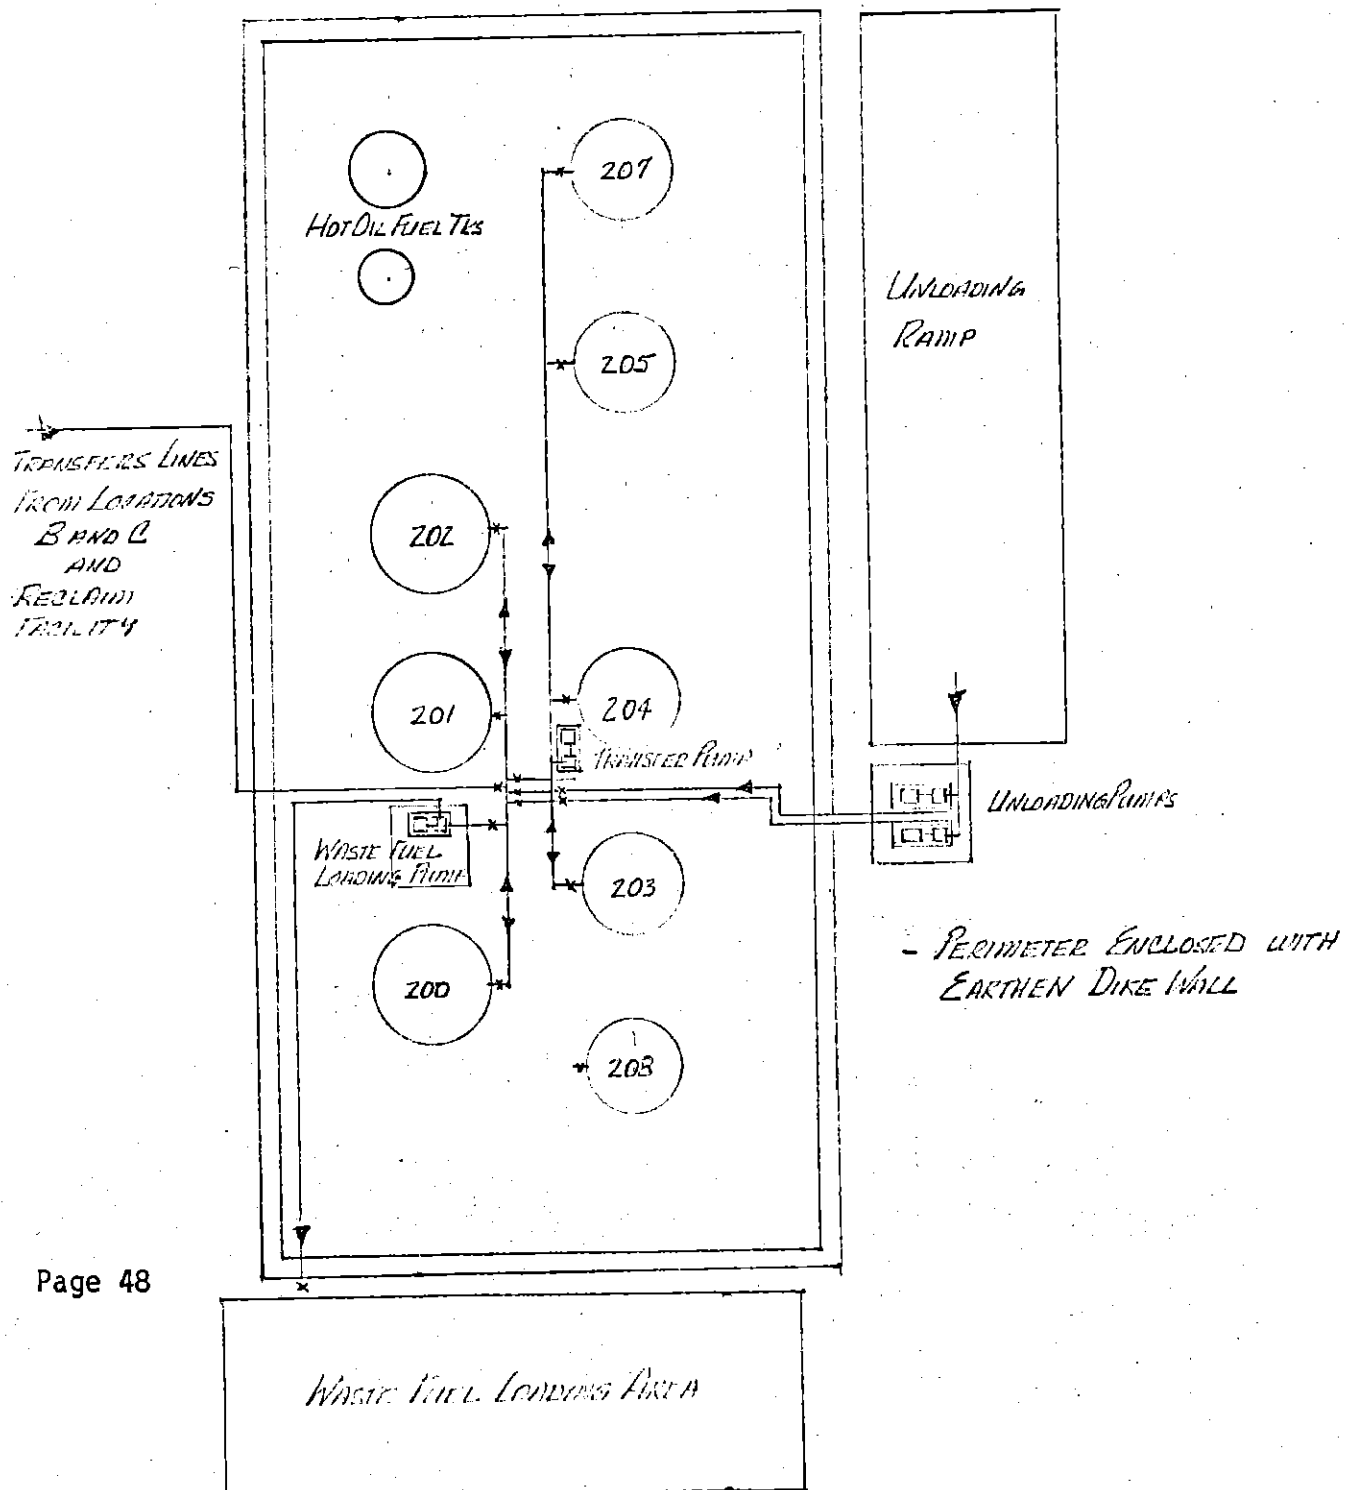 207
HOT OIL FUEL TKS
205
UNLOADING
RAMP
TRANSFERS LINES
FROM LOCATIONS
B AND C
AND
RECLAIM
FACILITY
202
201
204
TRANSFER PUMP
UNLOADING PUMPS
WASTE FUEL
LOADING PUMP
203
200
- PERIMETER ENCLOSED WITH
EARTHEN DIKE WALL
208
Page 48
WASTE FUEL LOADING AREA